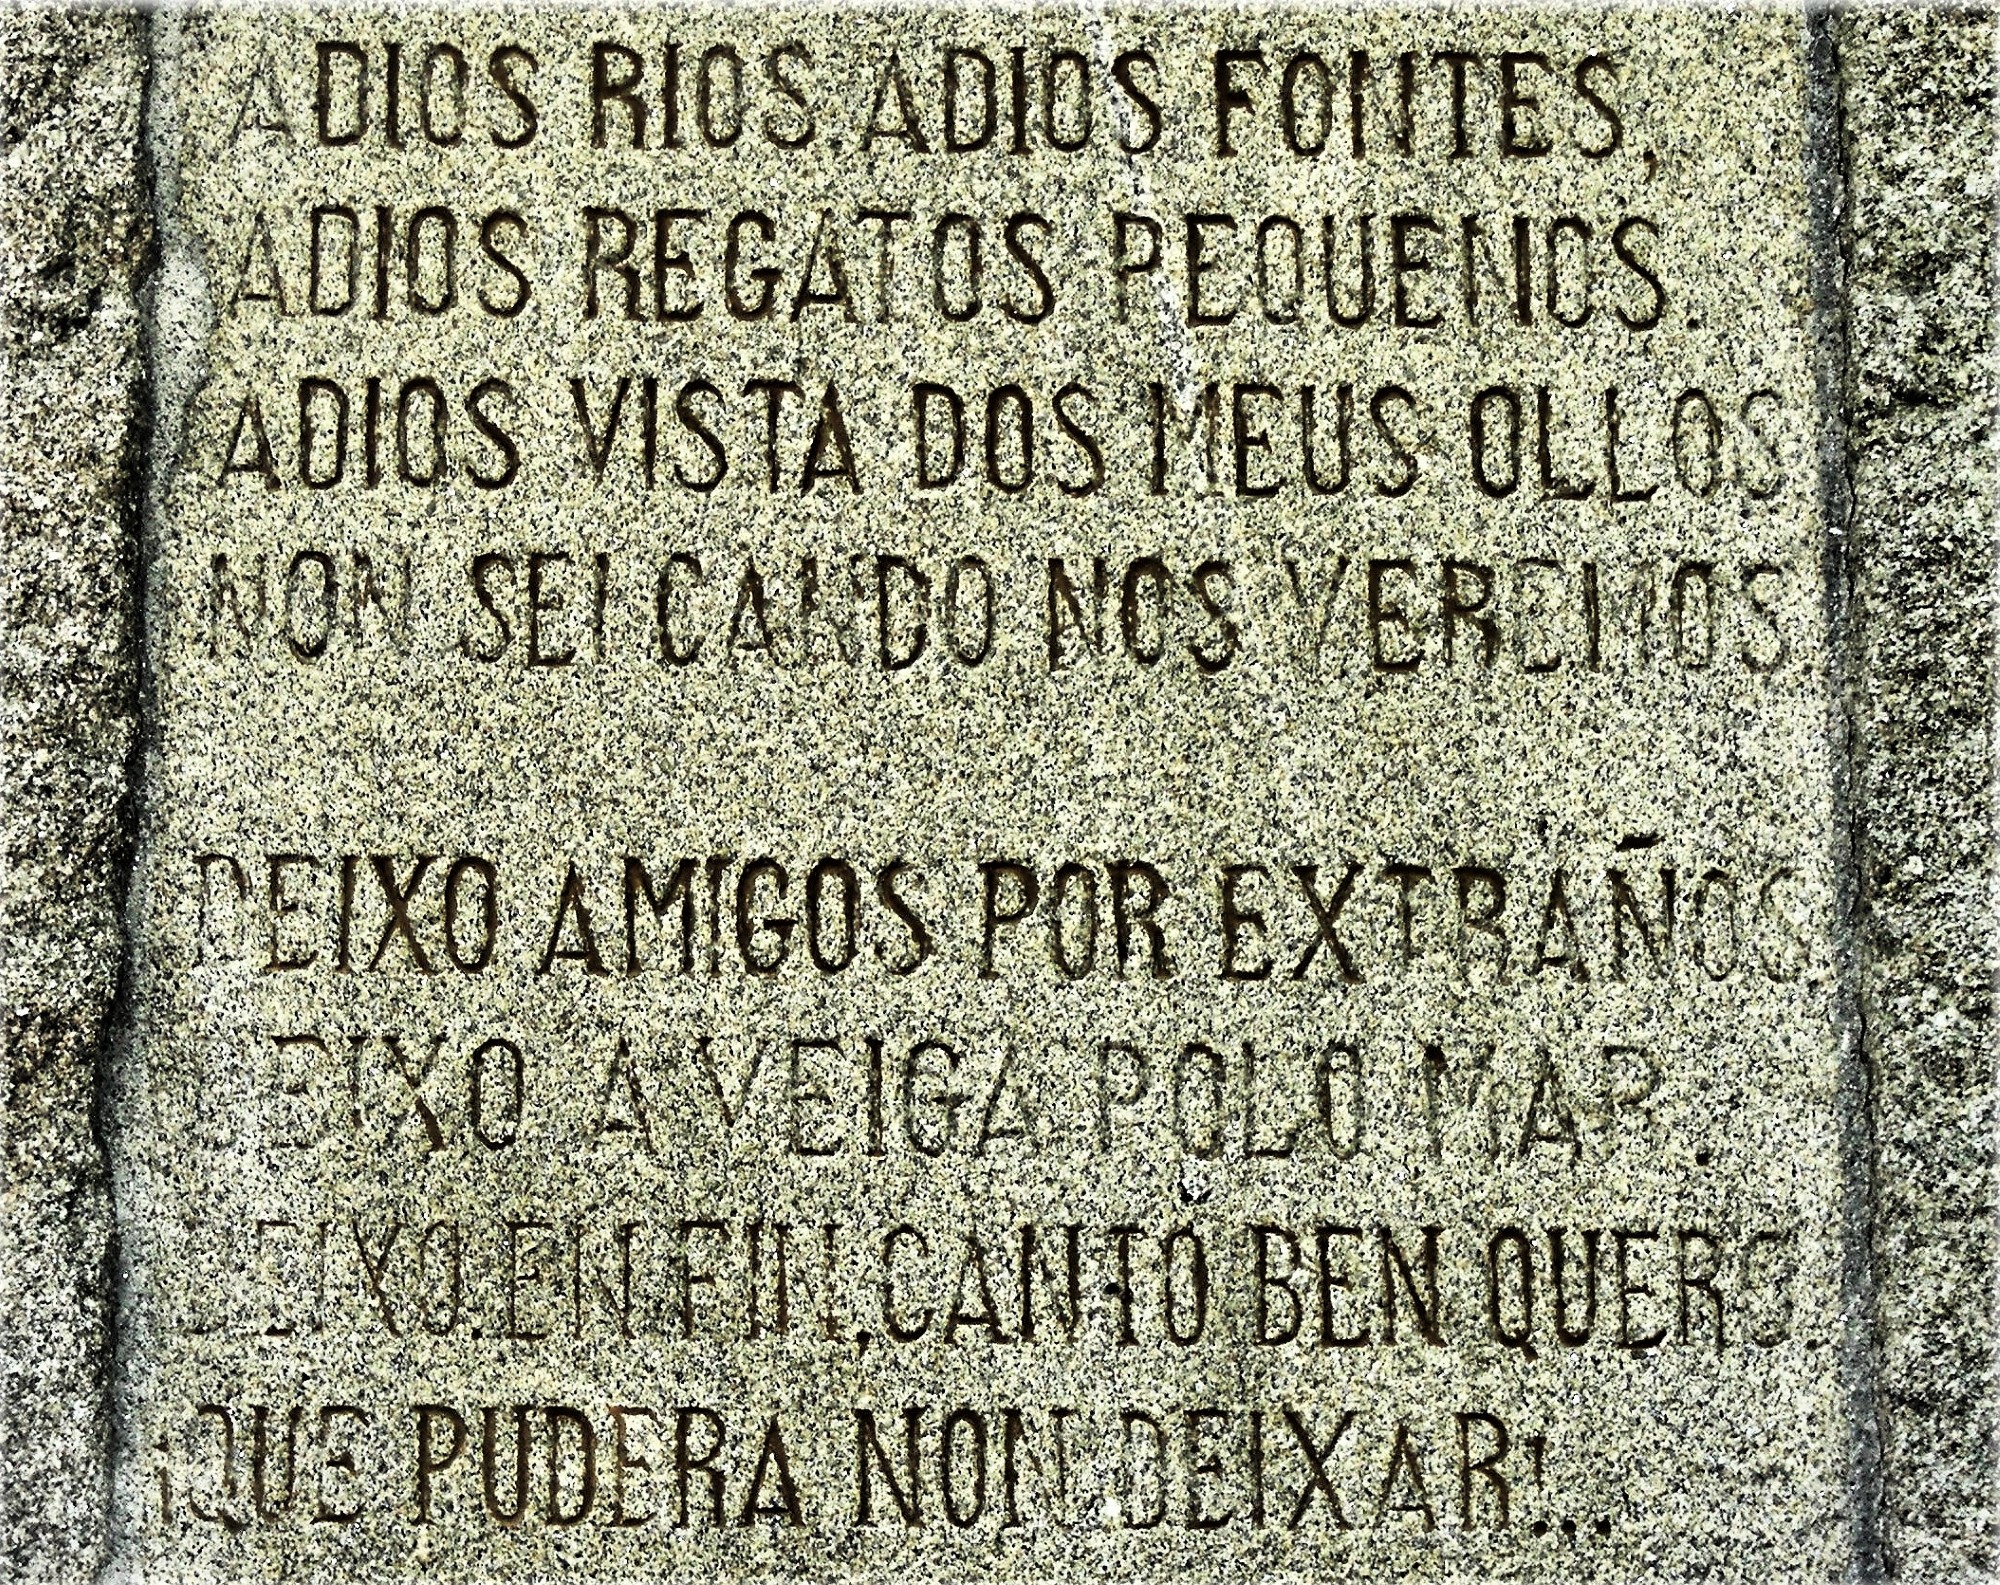 ADIOS RIOS ADIOS FONTES,
ADIOS REGATOS PEQUENOS.
ADIOS VISTA DOS MEUS OLLOS
NON SEI CANDO NOS VEREMOS
DEIXO AMIGOS POR EXTRAÑOS
DEIXO A VEIGA POLO MAR.
DEIXO.EN FIN,CANTO BEN QUERO.
¡QUE PUDERA NON DEIXAR!...